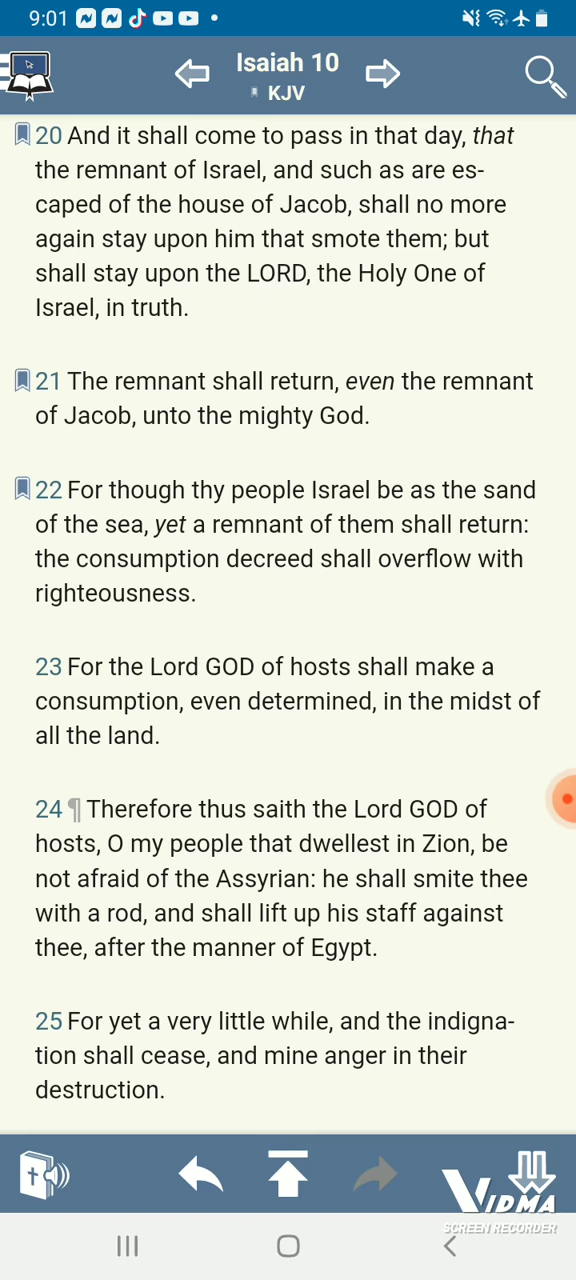 9:01
Isaiah 10
KJV
20 And it shall come to pass in that day, that
the remnant of Israel, and such as are es-
caped of the house of Jacob, shall no more
again stay upon him that smote them; but
shall stay upon the LORD, the Holy One of
Israel, in truth.
21 The remnant shall return, even the remnant
of Jacob, unto the mighty God.
22 For though thy people Israel be as the sand
of the sea, yet a remnant of them shall return:
the consumption decreed shall overflow with
righteousness.
23 For the Lord GOD of hosts shall make a
consumption, even determined, in the midst of
all the land.
24 ¶ Therefore thus saith the Lord GOD of
hosts, O my people that dwellest in Zion, be
not afraid of the Assyrian: he shall smite thee
with a rod, and shall lift up his staff against
thee, after the manner of Egypt.
25 For yet a very little while, and the indigna-
tion shall cease, and mine anger in their
destruction.
VIDMA
SCREEN RECORDER